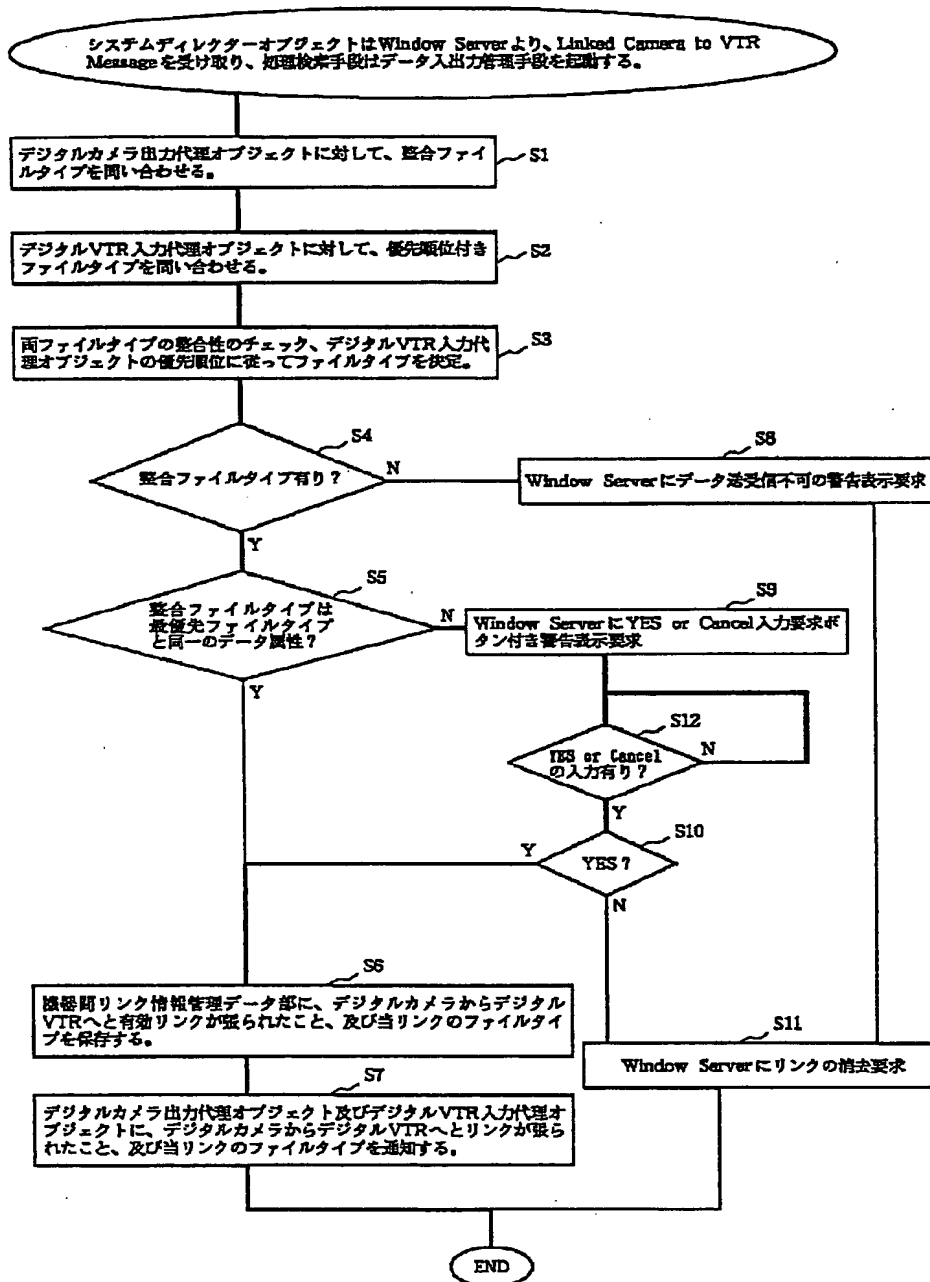 システムディレクターオブジェクトはWindow Serverより、Linked Camera to VTR
Messageを受け取り、処理検索手段はデータ入出力管理手段を起動する。
デジタルカメラ出力代理オブジェクトに対して、整合ファイ
ルタイプを問い合わせる。
S1
デジタルVTR入力代理オブジェクトに対して、優先順位付き
ファイルタイプを問い合わせる。
S2
両ファイルタイプの整合性のチェック、デジタルVTR入力代
理オブジェクトの優先順位に従ってファイルタイプを決定。
S3
S4
整合ファイルタイプ有り?
N
Y
S8
Window Serverにデータ送受信不可の警告表示要求
S5
整合ファイルタイプは
最優先ファイルタイプ
と同一のデータ属性?
N
Y
S9
Window ServerにYES or Cancel入力要求ボ
タン付き警告表示要求
S12
YES or Cancel
の入力有り?
N
Y
S10
YES?
Y
N
S6
機器間リンク情報管理データ部に、デジタルカメラからデジタル
VTRへと有効リンクが張られたこと、及び当リンクのファイルタイ
プを保存する。
S11
Window Serverにリンクの消去要求
S7
デジタルカメラ出力代理オブジェクト及びデジタルVTR入力代理オ
ブジェクトに、デジタルカメラからデジタルVTRへとリンクが張ら
れたこと、及び当リンクのファイルタイプを通知する。
END